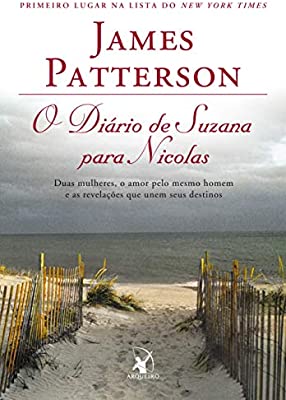 PRIMEIRO LUGAR NA LISTA DO NEW YORK TIMES
JAMES
PATTERSON
O Diário de Suzana
para Nicolas
Duas mulheres, o amor pelo mesmo homem
e as revelações que unem seus destinos
ARQUEIRO